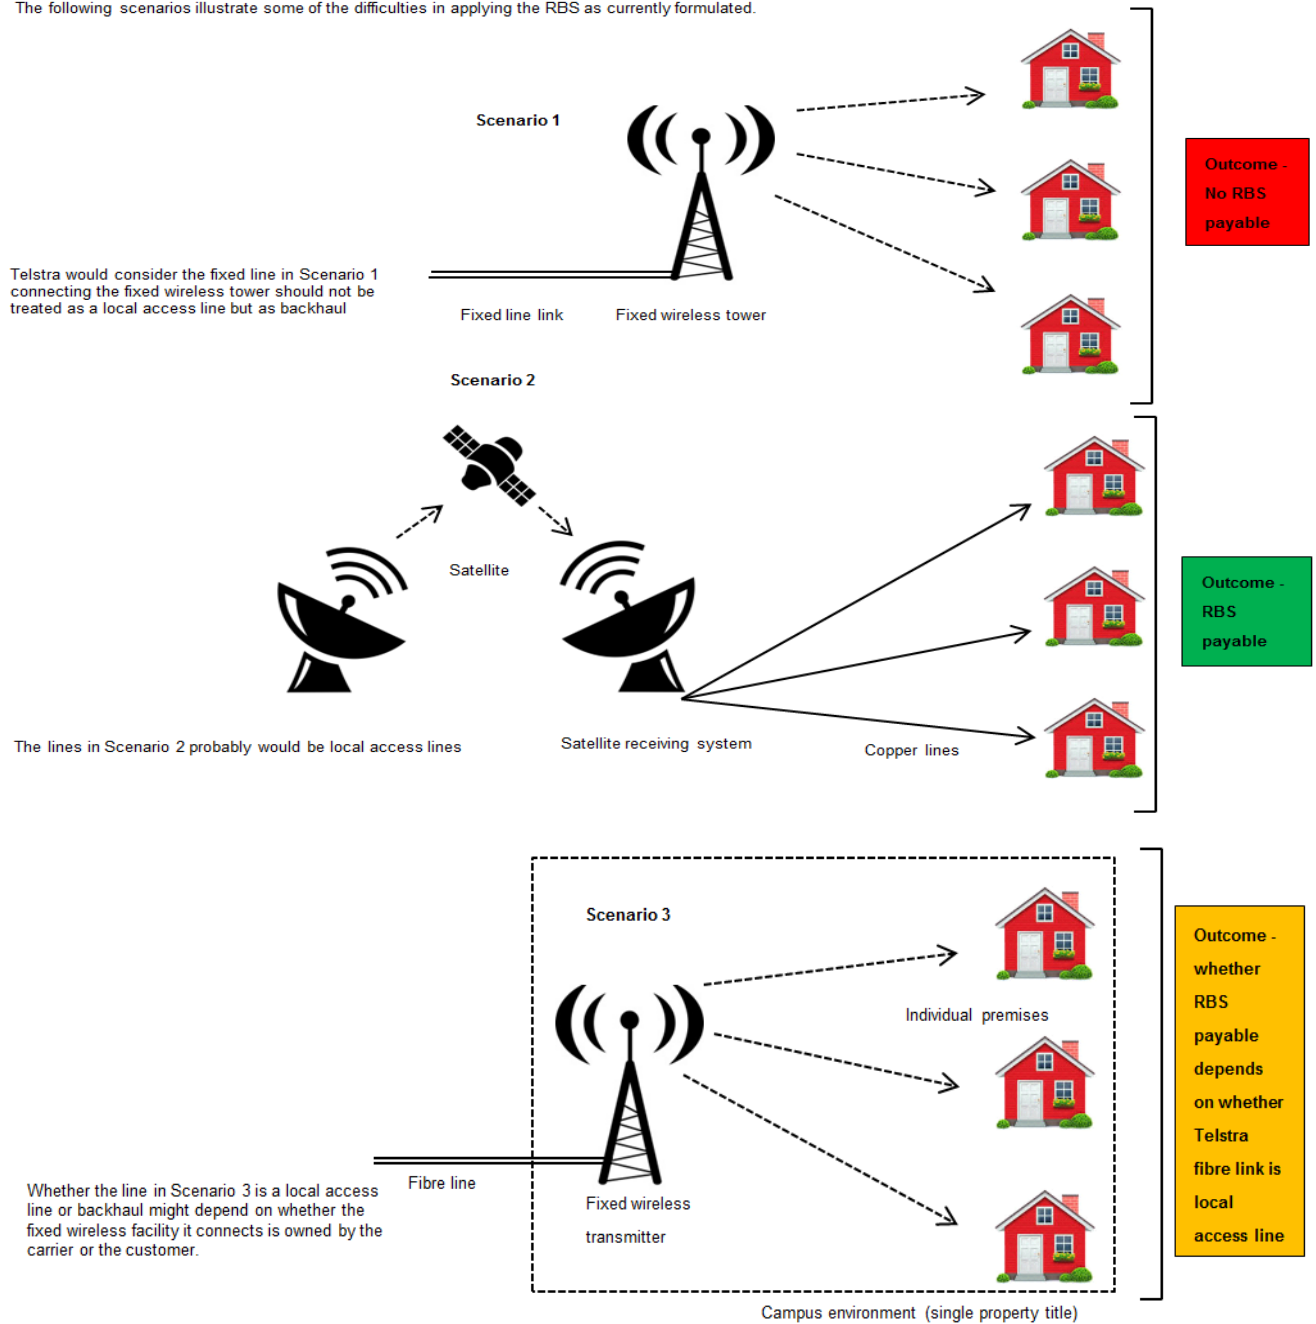 The following scenarios illustrate some of the difficulties in applying the RBS as currently formulated.
Scenario 1
Outcome -
No RBS
payable
Telstra would consider the fixed line in Scenario 1
connecting the fixed wireless tower should not be
treated as a local access line but as backhaul
Fixed line link
Fixed wireless tower
Scenario 2
Satellite
Outcome -
RBS
payable
The lines in Scenario 2 probably would be local access lines
Satellite receiving system
Copper lines
Scenario 3
Individual premises
Outcome -
whether
RBS
payable
depends
on whether
Telstra
fibre link is
local
access line
Fibre line
Whether the line in Scenario 3 is a local access
line or backhaul might depend on whether the
fixed wireless facility it connects is owned by the
carrier or the customer.
Fixed wireless
transmitter
Campus environment (single property title)